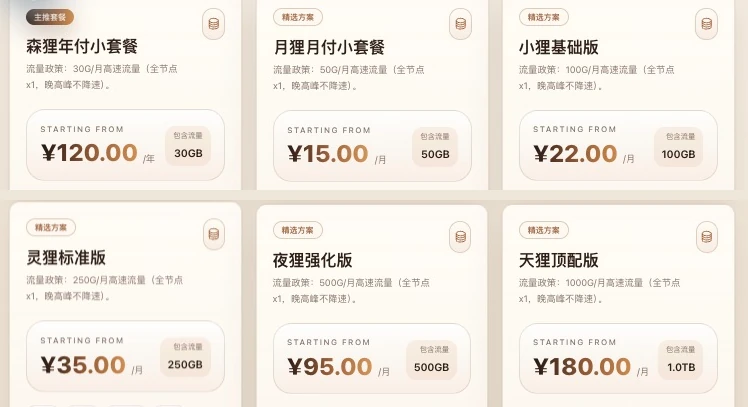 主推套餐
森狸年付小套餐
流量政策：30G/月高速流量（全节点
x1，晚高峰不降速）。
STARTING FROM
¥120.00 /年
包含流量
30GB
精选方案
月狸月付小套餐
流量政策：50G/月高速流量（全节点
x1，晚高峰不降速）。
STARTING FROM
¥15.00 /月
包含流量
50GB
精选方案
小狸基础版
流量政策：100G/月高速流量（全节点
x1，晚高峰不降速）。
STARTING FROM
¥22.00 /月
包含流量
100GB
精选方案
灵狸标准版
流量政策：250G/月高速流量（全节点
x1，晚高峰不降速）。
STARTING FROM
¥35.00 /月
包含流量
250GB
精选方案
夜狸强化版
流量政策：500G/月高速流量（全节点
x1，晚高峰不降速）。
STARTING FROM
¥95.00 /月
包含流量
500GB
精选方案
天狸顶配版
流量政策：1000G/月高速流量（全节点
x1，晚高峰不降速）。
STARTING FROM
¥180.00 /月
包含流量
1.0TB